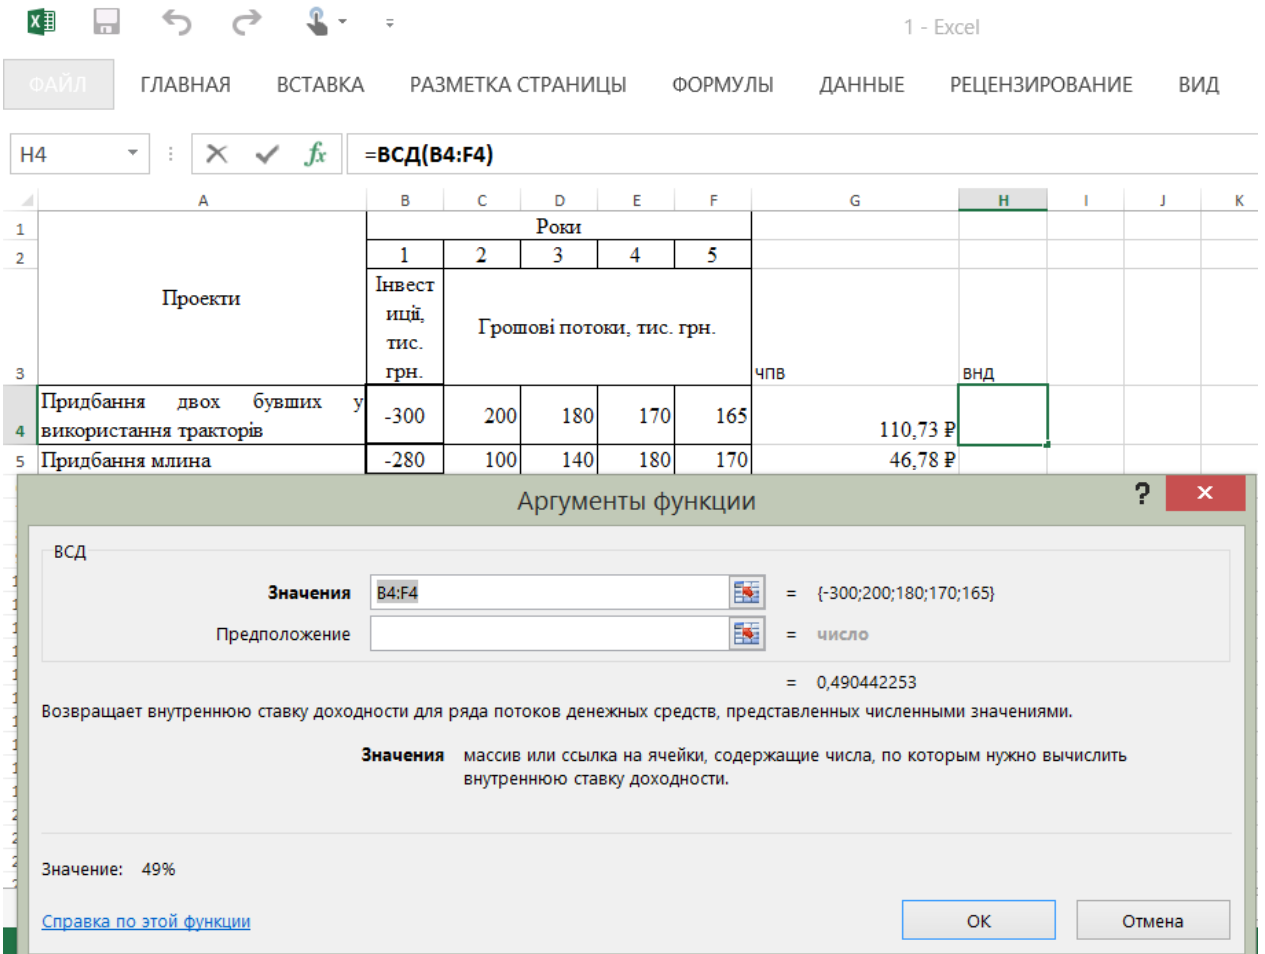 1 - Excel
ФАЙЛ ГЛАВНАЯ ВСТАВКА РАЗМЕТКА СТРАНИЦЫ ФОРМУЛЫ ДАННЫЕ РЕЦЕНЗИРОВАНИЕ ВИД
H4 fx =ВСД(B4:F4)
A B C D E F G H I J K
1 Роки
2 1 2 3 4 5
Проекти
Інвест
иції,
тис.
грн.
Грошові потоки, тис. грн.
3 ЧПВ ВНД
Придбання двох бувших у
використання тракторів
4 -300 200 180 170 165 110,73 ₽
5 Придбання млина -280 100 140 180 170 46,78 ₽
Аргументы функции ?
ВСД
Значения B4:F4 = {-300;200;180;170;165}
Предположение = число
= 0,490442253
Возвращает внутреннюю ставку доходности для ряда потоков денежных средств, представленных численными значениями.
Значения массив или ссылка на ячейки, содержащие числа, по которым нужно вычислить
внутреннюю ставку доходности.
Значение: 49%
Справка по этой функции ОК Отмена